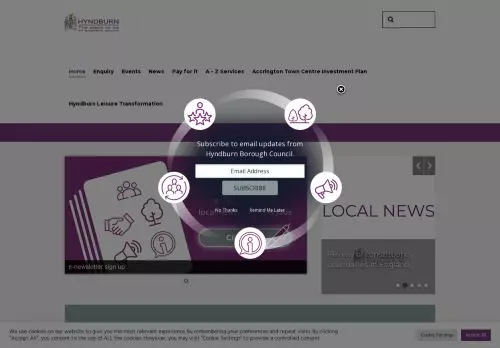 HYNDBURN
The place to be
Home Enquiry Events News Pay for it A - Z Services Accrington Town Centre Investment Plan
Hyndburn Leisure Transformation
Subscribe to email updates from
Hyndburn Borough Council.
Email Address
SUBSCRIBE
No Thanks Remind Me Later
LOCAL NEWS
e-newsletter sign up
We use cookies on our website to give you the most relevant experience by remembering your preferences and repeat visits. By clicking
"Accept All", you consent to the use of ALL the cookies. However, you may visit "Cookie Settings" to provide a controlled consent.
Cookie Settings Accept All